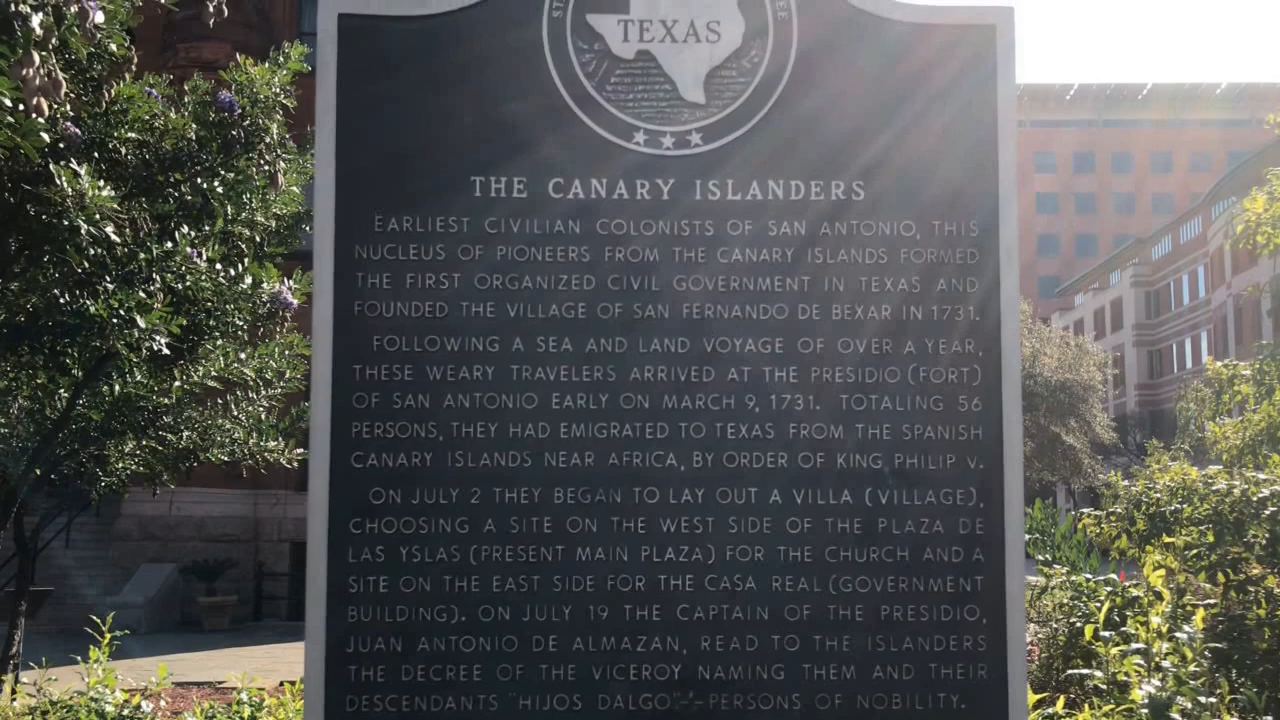 TEXAS
THE CANARY ISLANDERS
EARLIEST CIVILIAN COLONISTS OF SAN ANTONIO, THIS
NUCLEUS OF PIONEERS FROM THE CANARY ISLANDS FORMED
THE FIRST ORGANIZED CIVIL GOVERNMENT IN TEXAS AND
FOUNDED THE VILLAGE OF SAN FERNANDO DE BEXAR IN 1731.
FOLLOWING A SEA AND LAND VOYAGE OF OVER A YEAR,
THESE WEARY TRAVELERS ARRIVED AT THE PRESIDIO (FORT)
OF SAN ANTONIO EARLY ON MARCH 9, 1731. TOTALING 56
PERSONS, THEY HAD EMIGRATED TO TEXAS FROM THE SPANISH
CANARY ISLANDS NEAR AFRICA, BY ORDER OF KING PHILIP V.
ON JULY 2 THEY BEGAN TO LAY OUT A VILLA (VILLAGE),
CHOOSING A SITE ON THE WEST SIDE OF THE PLAZA DE
LAS YSLAS (PRESENT MAIN PLAZA) FOR THE CHURCH AND A
SITE ON THE EAST SIDE FOR THE CASA REAL (GOVERNMENT
BUILDING). ON JULY 19 THE CAPTAIN OF THE PRESIDIO,
JUAN ANTONIO DE ALMAZAN, READ TO THE ISLANDERS
THE DECREE OF THE VICEROY NAMING THEM AND THEIR
DESCENDANTS "HIJOS DALGO"--PERSONS OF NOBILITY.